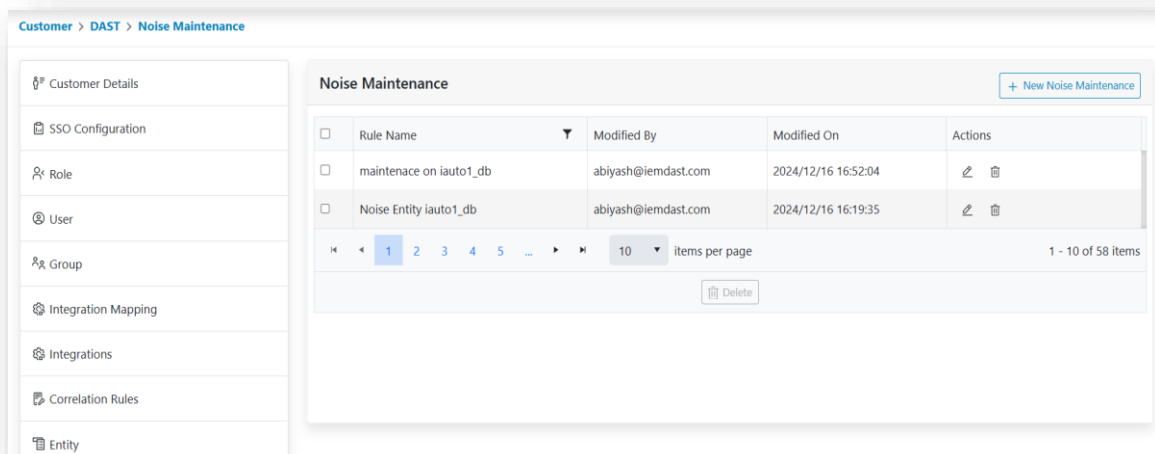 Customer > DAST > Noise Maintenance
Customer Details
SSO Configuration
Role
User
Group
Integration Mapping
Integrations
Correlation Rules
Entity
Noise Maintenance
+ New Noise Maintenance
Rule Name Modified By Modified On Actions
maintenace on iauto1_db abiyash@iemdast.com 2024/12/16 16:52:04
Noise Entity iauto1_db abiyash@iemdast.com 2024/12/16 16:19:35
1 2 3 4 5 ... 10 items per page 1 - 10 of 58 items
Delete